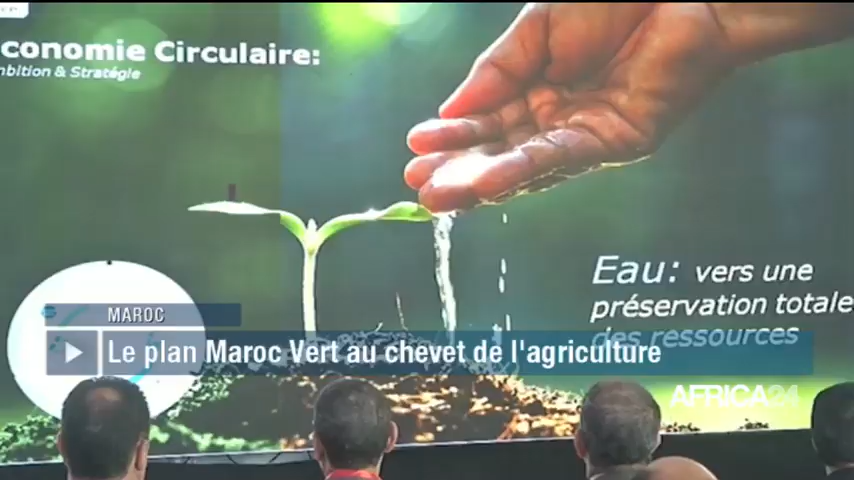 conomie Circulaire:
mbition & Stratégie
Eau: vers une
préservation totale
des ressources
MAROC
Le plan Maroc Vert au chevet de l'agriculture
AFRICA24